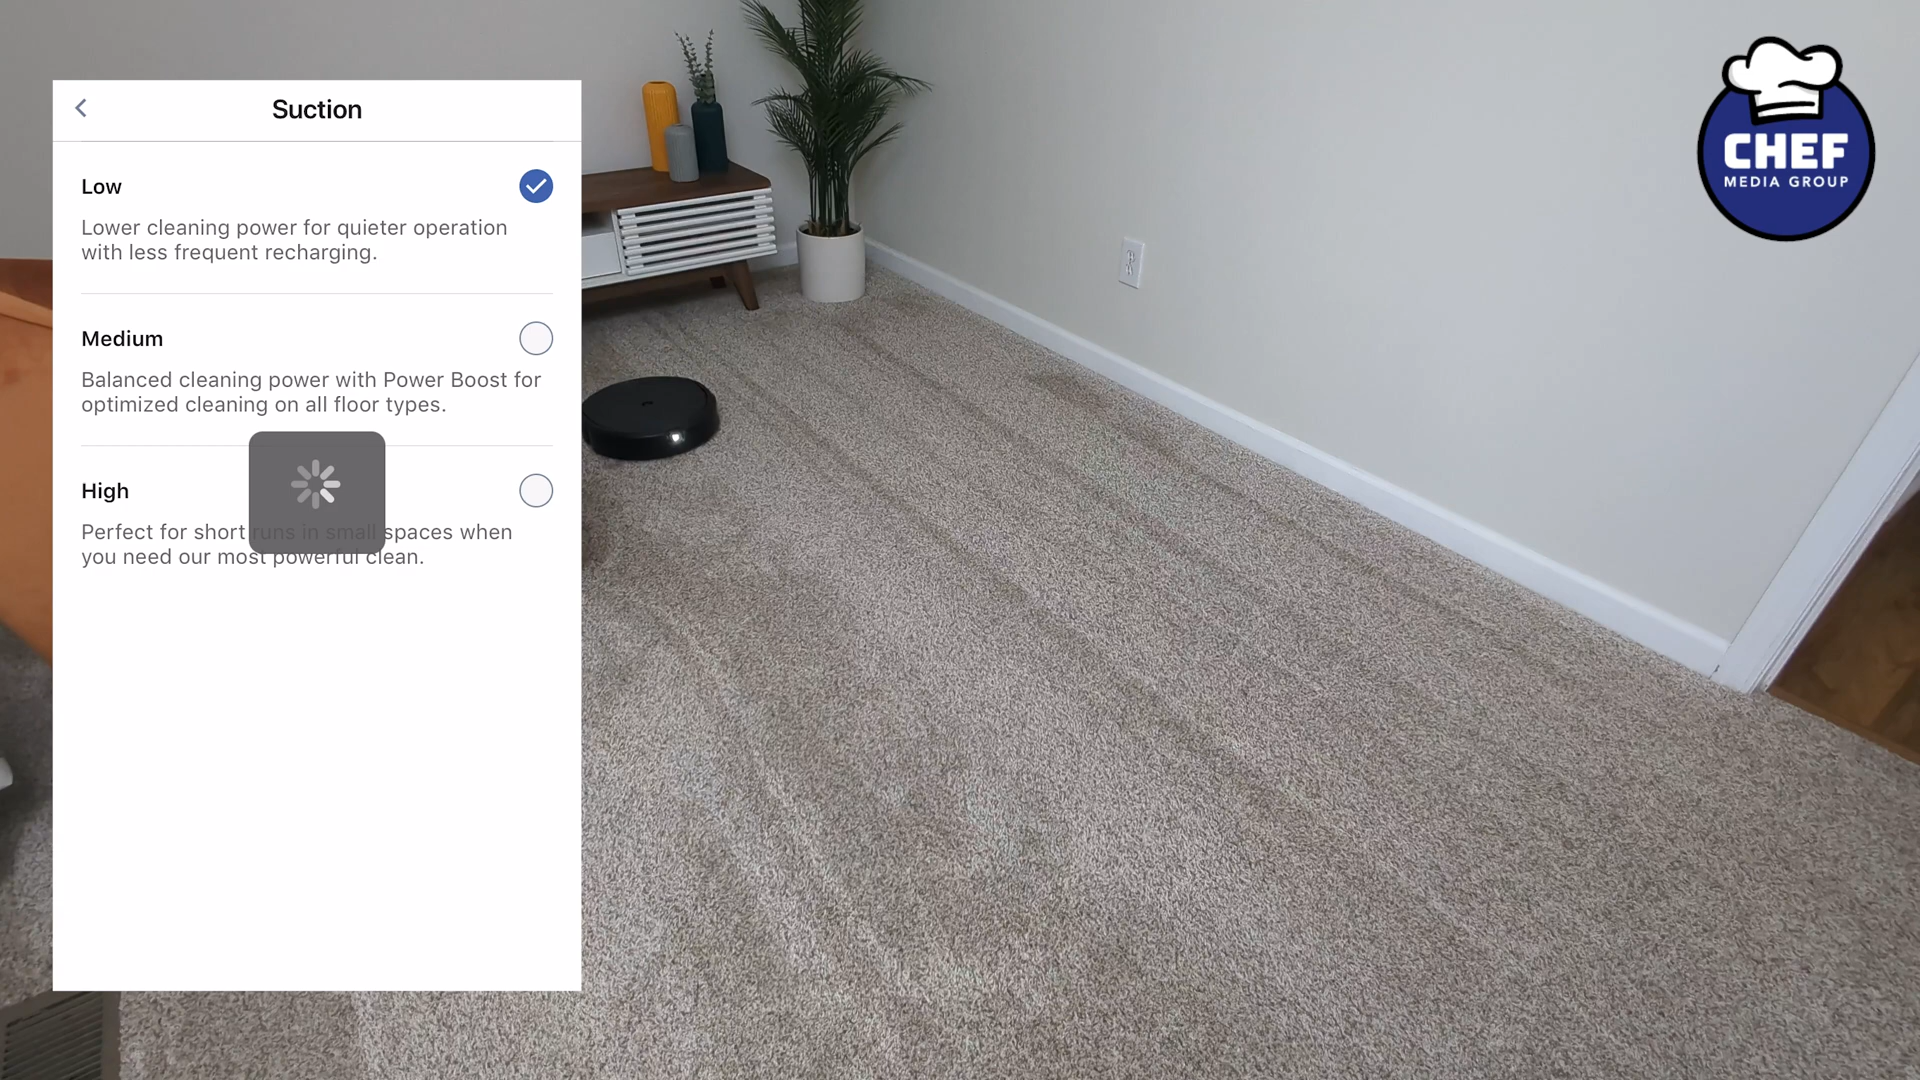 Suction
Low
Lower cleaning power for quieter operation
with less frequent recharging.
Medium
Balanced cleaning power with Power Boost for
optimized cleaning on all floor types.
High
Perfect for short runs in small spaces when
you need our most powerful clean.
CHEF
MEDIA GROUP